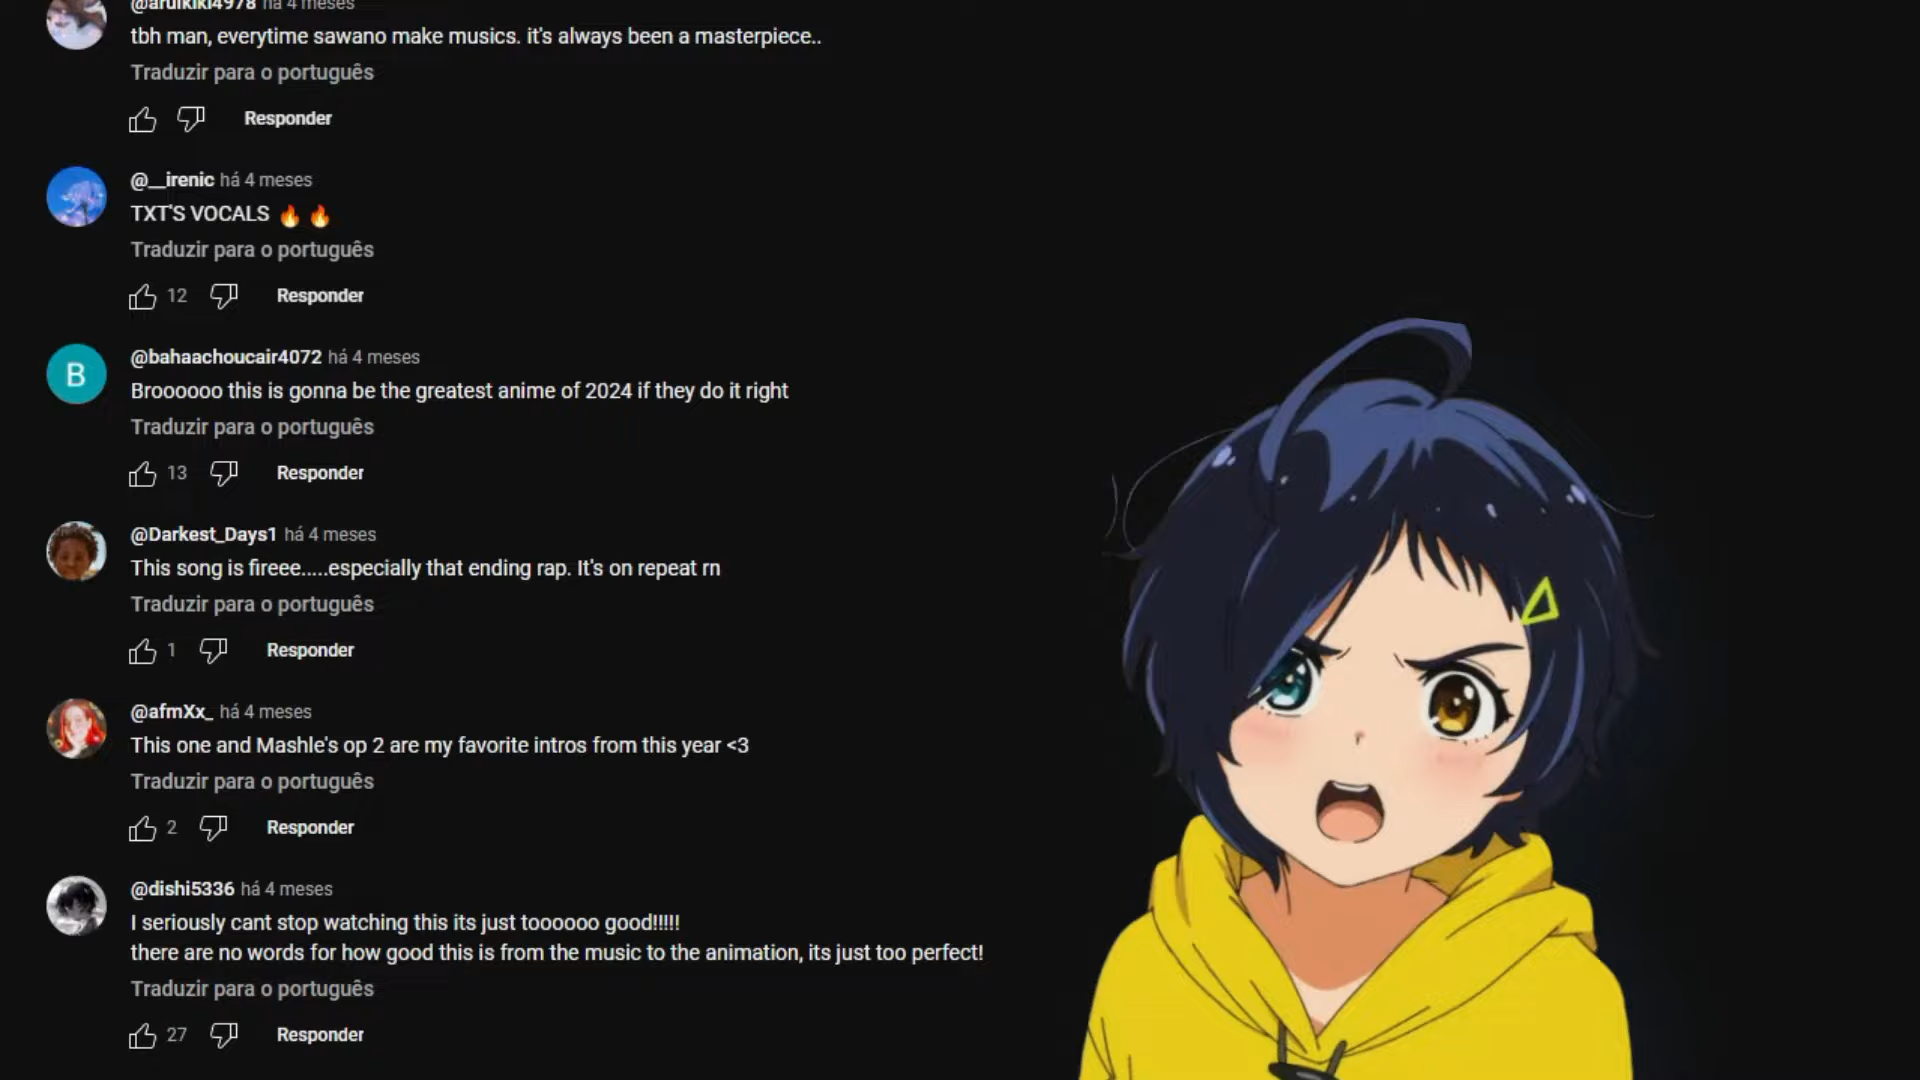 @arulkiki4978 há 4 meses
tbh man, everytime sawano make musics. it's always been a masterpiece..
Traduzir para o português
Responder
@__irenic há 4 meses
TXT'S VOCALS 🔥 🔥
Traduzir para o português
12 Responder
B
@bahaachoucair4072 há 4 meses
Broooooo this is gonna be the greatest anime of 2024 if they do it right
Traduzir para o português
13 Responder
@Darkest_Days1 há 4 meses
This song is fireee.....especially that ending rap. It's on repeat rn
Traduzir para o português
1 Responder
@afmXx_ há 4 meses
This one and Mashle's op 2 are my favorite intros from this year <3
Traduzir para o português
2 Responder
@dishi5336 há 4 meses
I seriously cant stop watching this its just toooooo good!!!!!
there are no words for how good this is from the music to the animation, its just too perfect!
Traduzir para o português
27 Responder